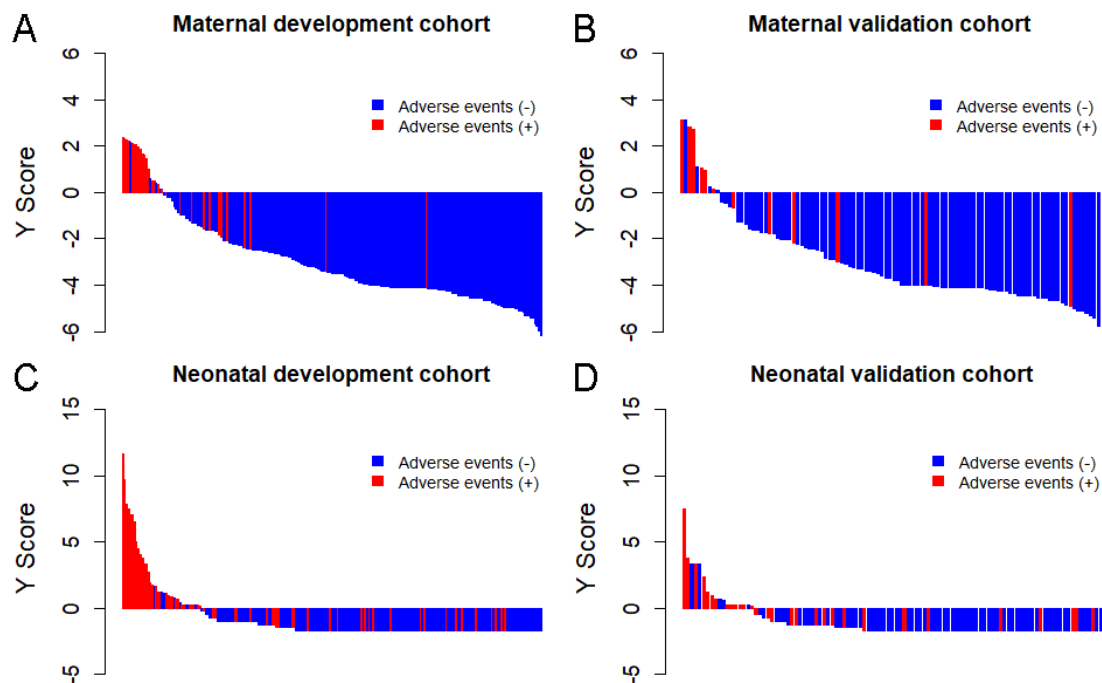 A
Maternal development cohort
6
4
2
0
-2
-4
-6
Y Score
Adverse events (-)
Adverse events (+)
B
Maternal validation cohort
6
4
2
0
-2
-4
-6
Y Score
Adverse events (-)
Adverse events (+)
C
Neonatal development cohort
15
10
5
0
-5
Y Score
Adverse events (-)
Adverse events (+)
D
Neonatal validation cohort
15
10
5
0
-5
Y Score
Adverse events (-)
Adverse events (+)